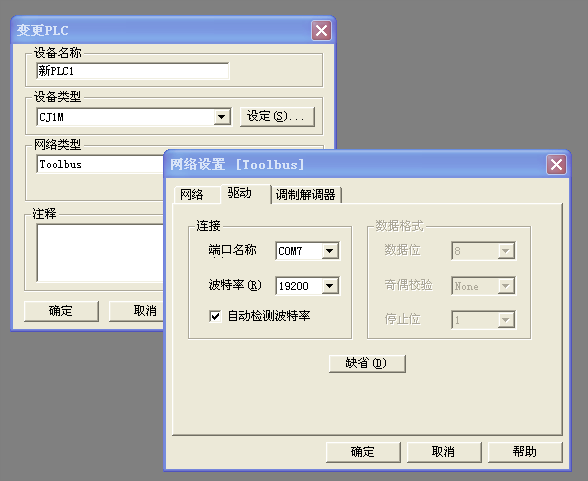 变更PLC
设备名称
新PLC1
设备类型
CJ1M
设定(S)...
网络类型
Toolbus
注释
确定
取消
网络设置 [Toolbus]
网络
驱动
调制解调器
连接
端口名称
COM7
波特率(R)
19200
自动检测波特率
数据格式
数据位
8
奇偶校验
None
停止位
1
缺省(D)
确定
取消
帮助